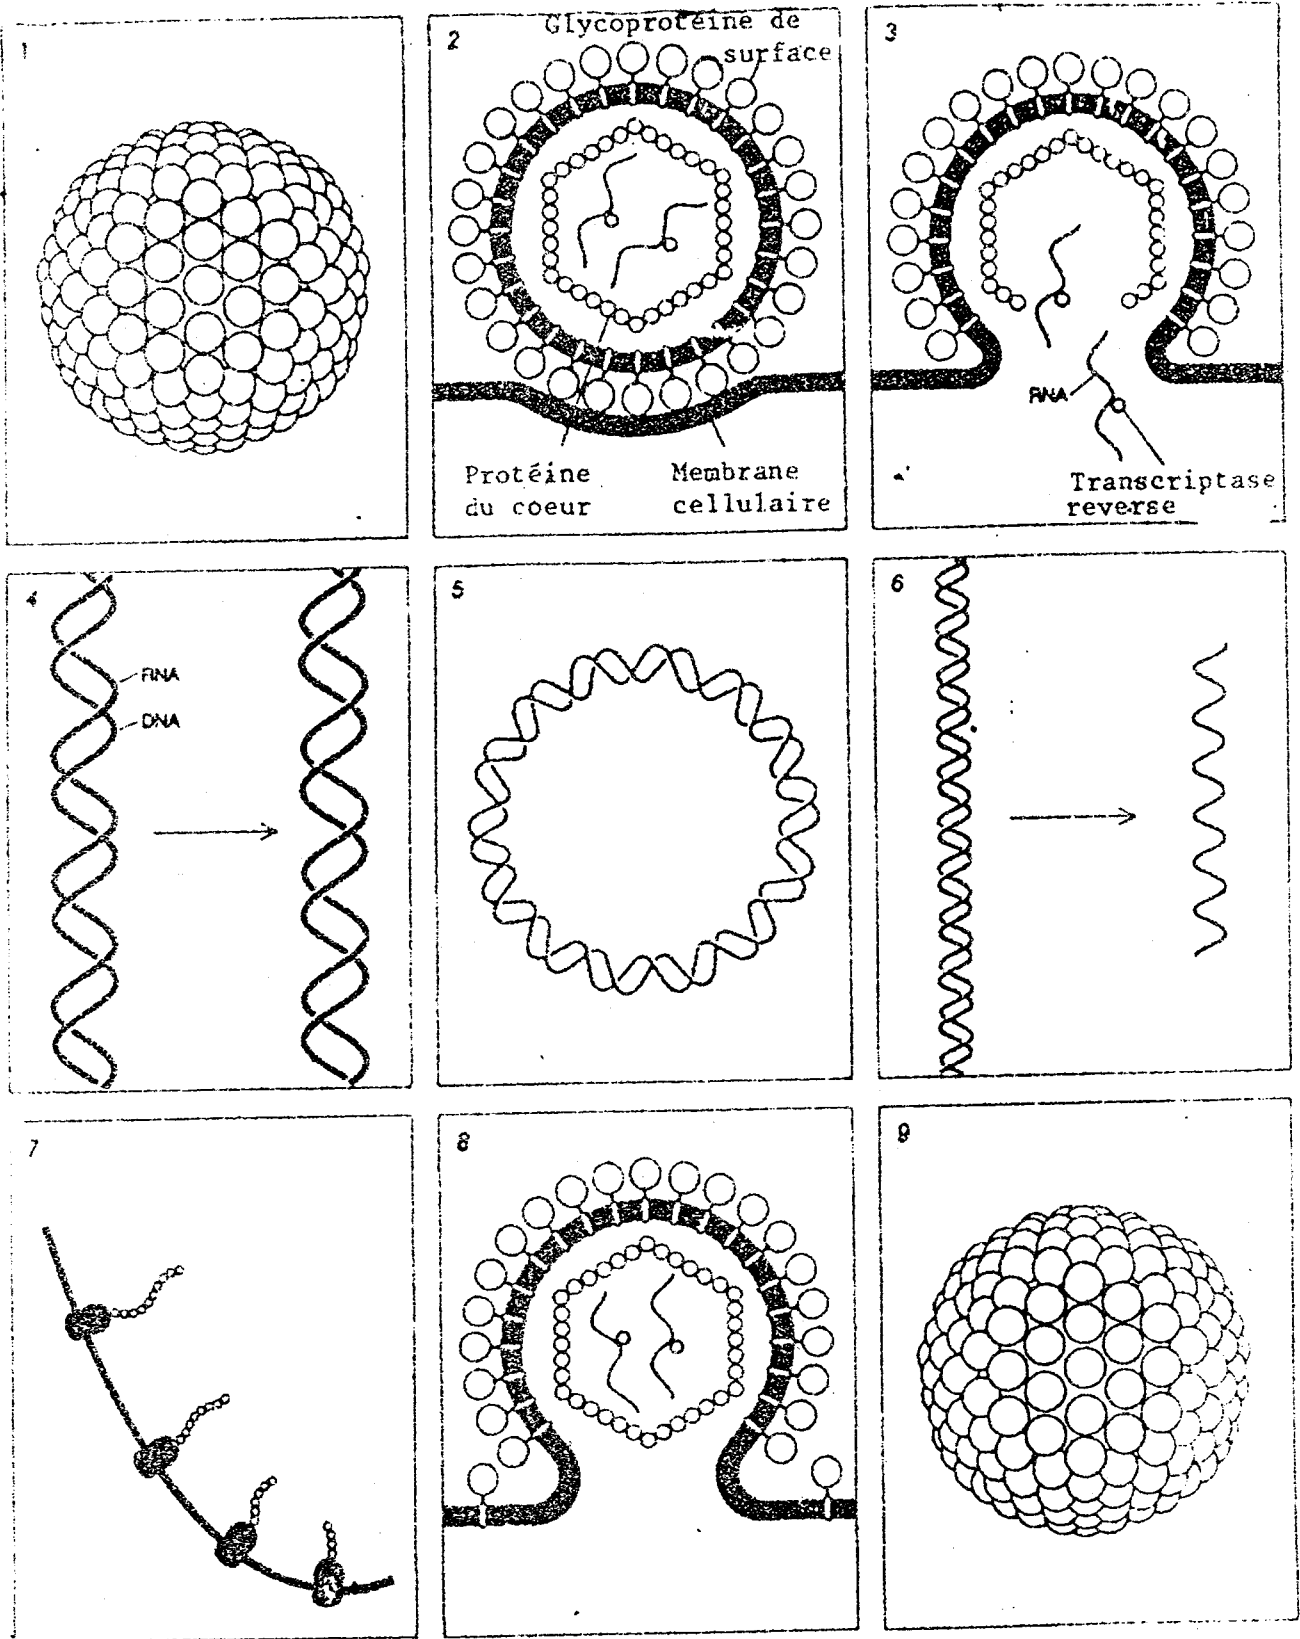 1
2
Glycoprotéine de
surface
3
Protéine
du coeur
Membrane
cellulaire
RNA
Transcriptase
reverse
4
RNA
DNA
5
6
7
8
9